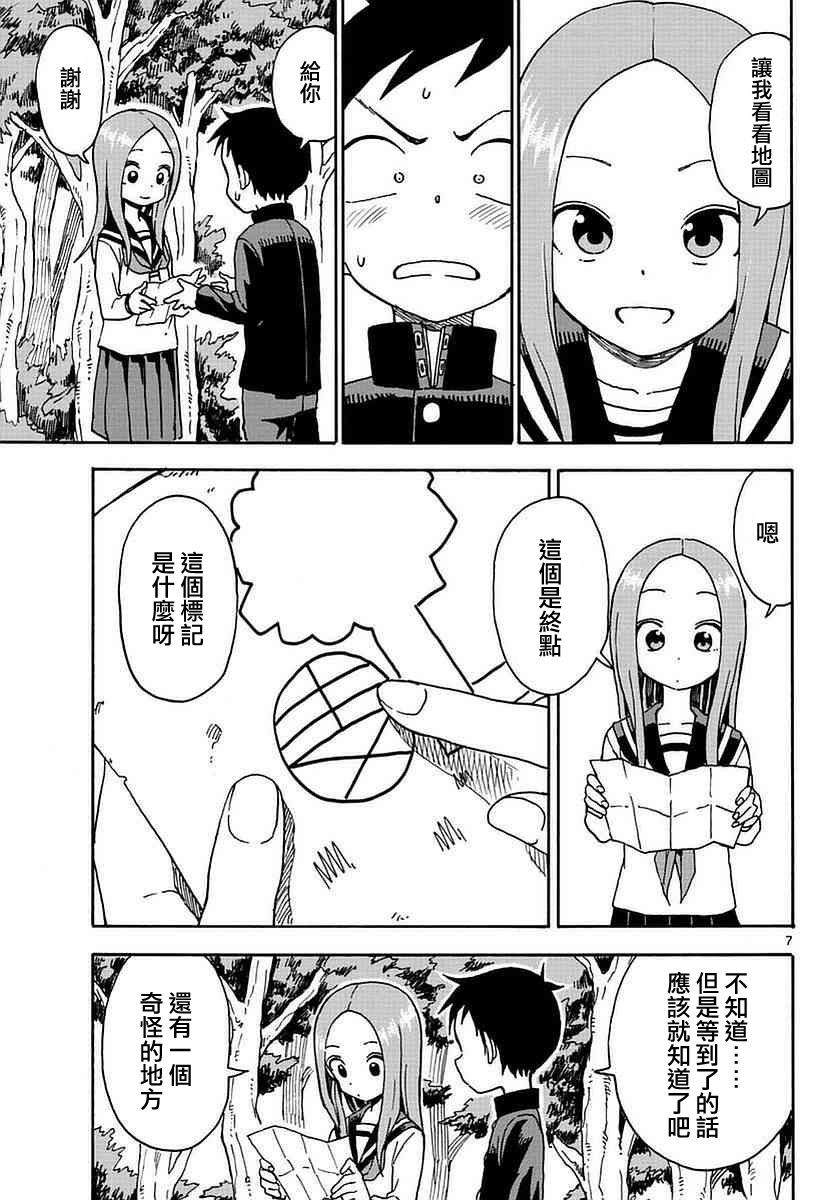 讓我看看地圖
給你
謝謝
嗯
這個是終點
這個標記
是什麼呀
7
不知道……
但是等到了的話
應該就知道了吧
還有一個
奇怪的地方